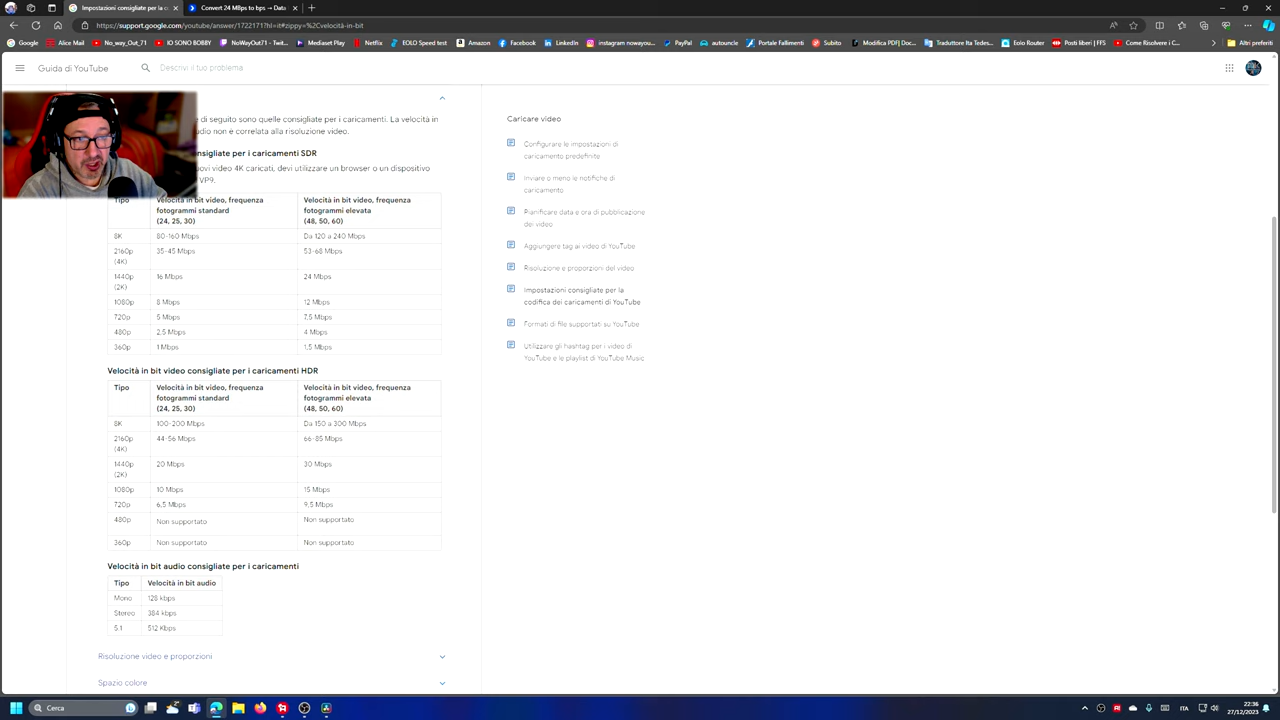 Impostazioni consigliate per la c
Convert 24 MBps to bps → Dato
https://support.google.com/youtube/answer/1722171?hl=it#zippy=%2Cvelocità-in-bit
Google
Alice Mail
No_way_Out_71
IO SONO BOBBY
NoWayOut71 - Twit...
Mediaset Play
Netflix
EOLO Speed test
Amazon
Facebook
LinkedIn
instagram nowayou...
PayPal
autouncle
Portale Fallimenti
Subito
Modifica PDF| Doc...
Traduttore Ita Tedes...
Eolo Router
Posti liberi | FFS
Come Risolvere i C...
Altri preferiti
Guida di YouTube
Descrivi il tuo problema
e di seguito sono quelle consigliate per i caricamenti. La velocità in
udio non è correlata alla risoluzione video.
nsigliate per i caricamenti SDR
uovi video 4K caricati, devi utilizzare un browser o un dispositivo
VP9.
Tipo
Velocità in bit video, frequenza
fotogrammi standard
(24, 25, 30)
Velocità in bit video, frequenza
fotogrammi elevata
(48, 50, 60)
8K
80-160 Mbps
Da 120 a 240 Mbps
2160p
(4K)
35-45 Mbps
53-68 Mbps
1440p
(2K)
16 Mbps
24 Mbps
1080p
8 Mbps
12 Mbps
720p
5 Mbps
7,5 Mbps
480p
2,5 Mbps
4 Mbps
360p
1 Mbps
1,5 Mbps
Velocità in bit video consigliate per i caricamenti HDR
Tipo
Velocità in bit video, frequenza
fotogrammi standard
(24, 25, 30)
Velocità in bit video, frequenza
fotogrammi elevata
(48, 50, 60)
8K
100-200 Mbps
Da 150 a 300 Mbps
2160p
(4K)
44-56 Mbps
66-85 Mbps
1440p
(2K)
20 Mbps
30 Mbps
1080p
10 Mbps
15 Mbps
720p
6,5 Mbps
9,5 Mbps
480p
Non supportato
Non supportato
360p
Non supportato
Non supportato
Velocità in bit audio consigliate per i caricamenti
Tipo
Velocità in bit audio
Mono
128 kbps
Stereo
384 kbps
5.1
512 Kbps
Risoluzione video e proporzioni
Spazio colore
Caricare video
Configurare le impostazioni di
caricamento predefinite
Inviare o meno le notifiche di
caricamento
Pianificare data e ora di pubblicazione
dei video
Aggiungere tag ai video di YouTube
Risoluzione e proporzioni del video
Impostazioni consigliate per la
codifica dei caricamenti di YouTube
Formati di file supportati su YouTube
Utilizzare gli hashtag per i video di
YouTube e le playlist di YouTube Music
Cerca
ITA
22:36
27/12/2023